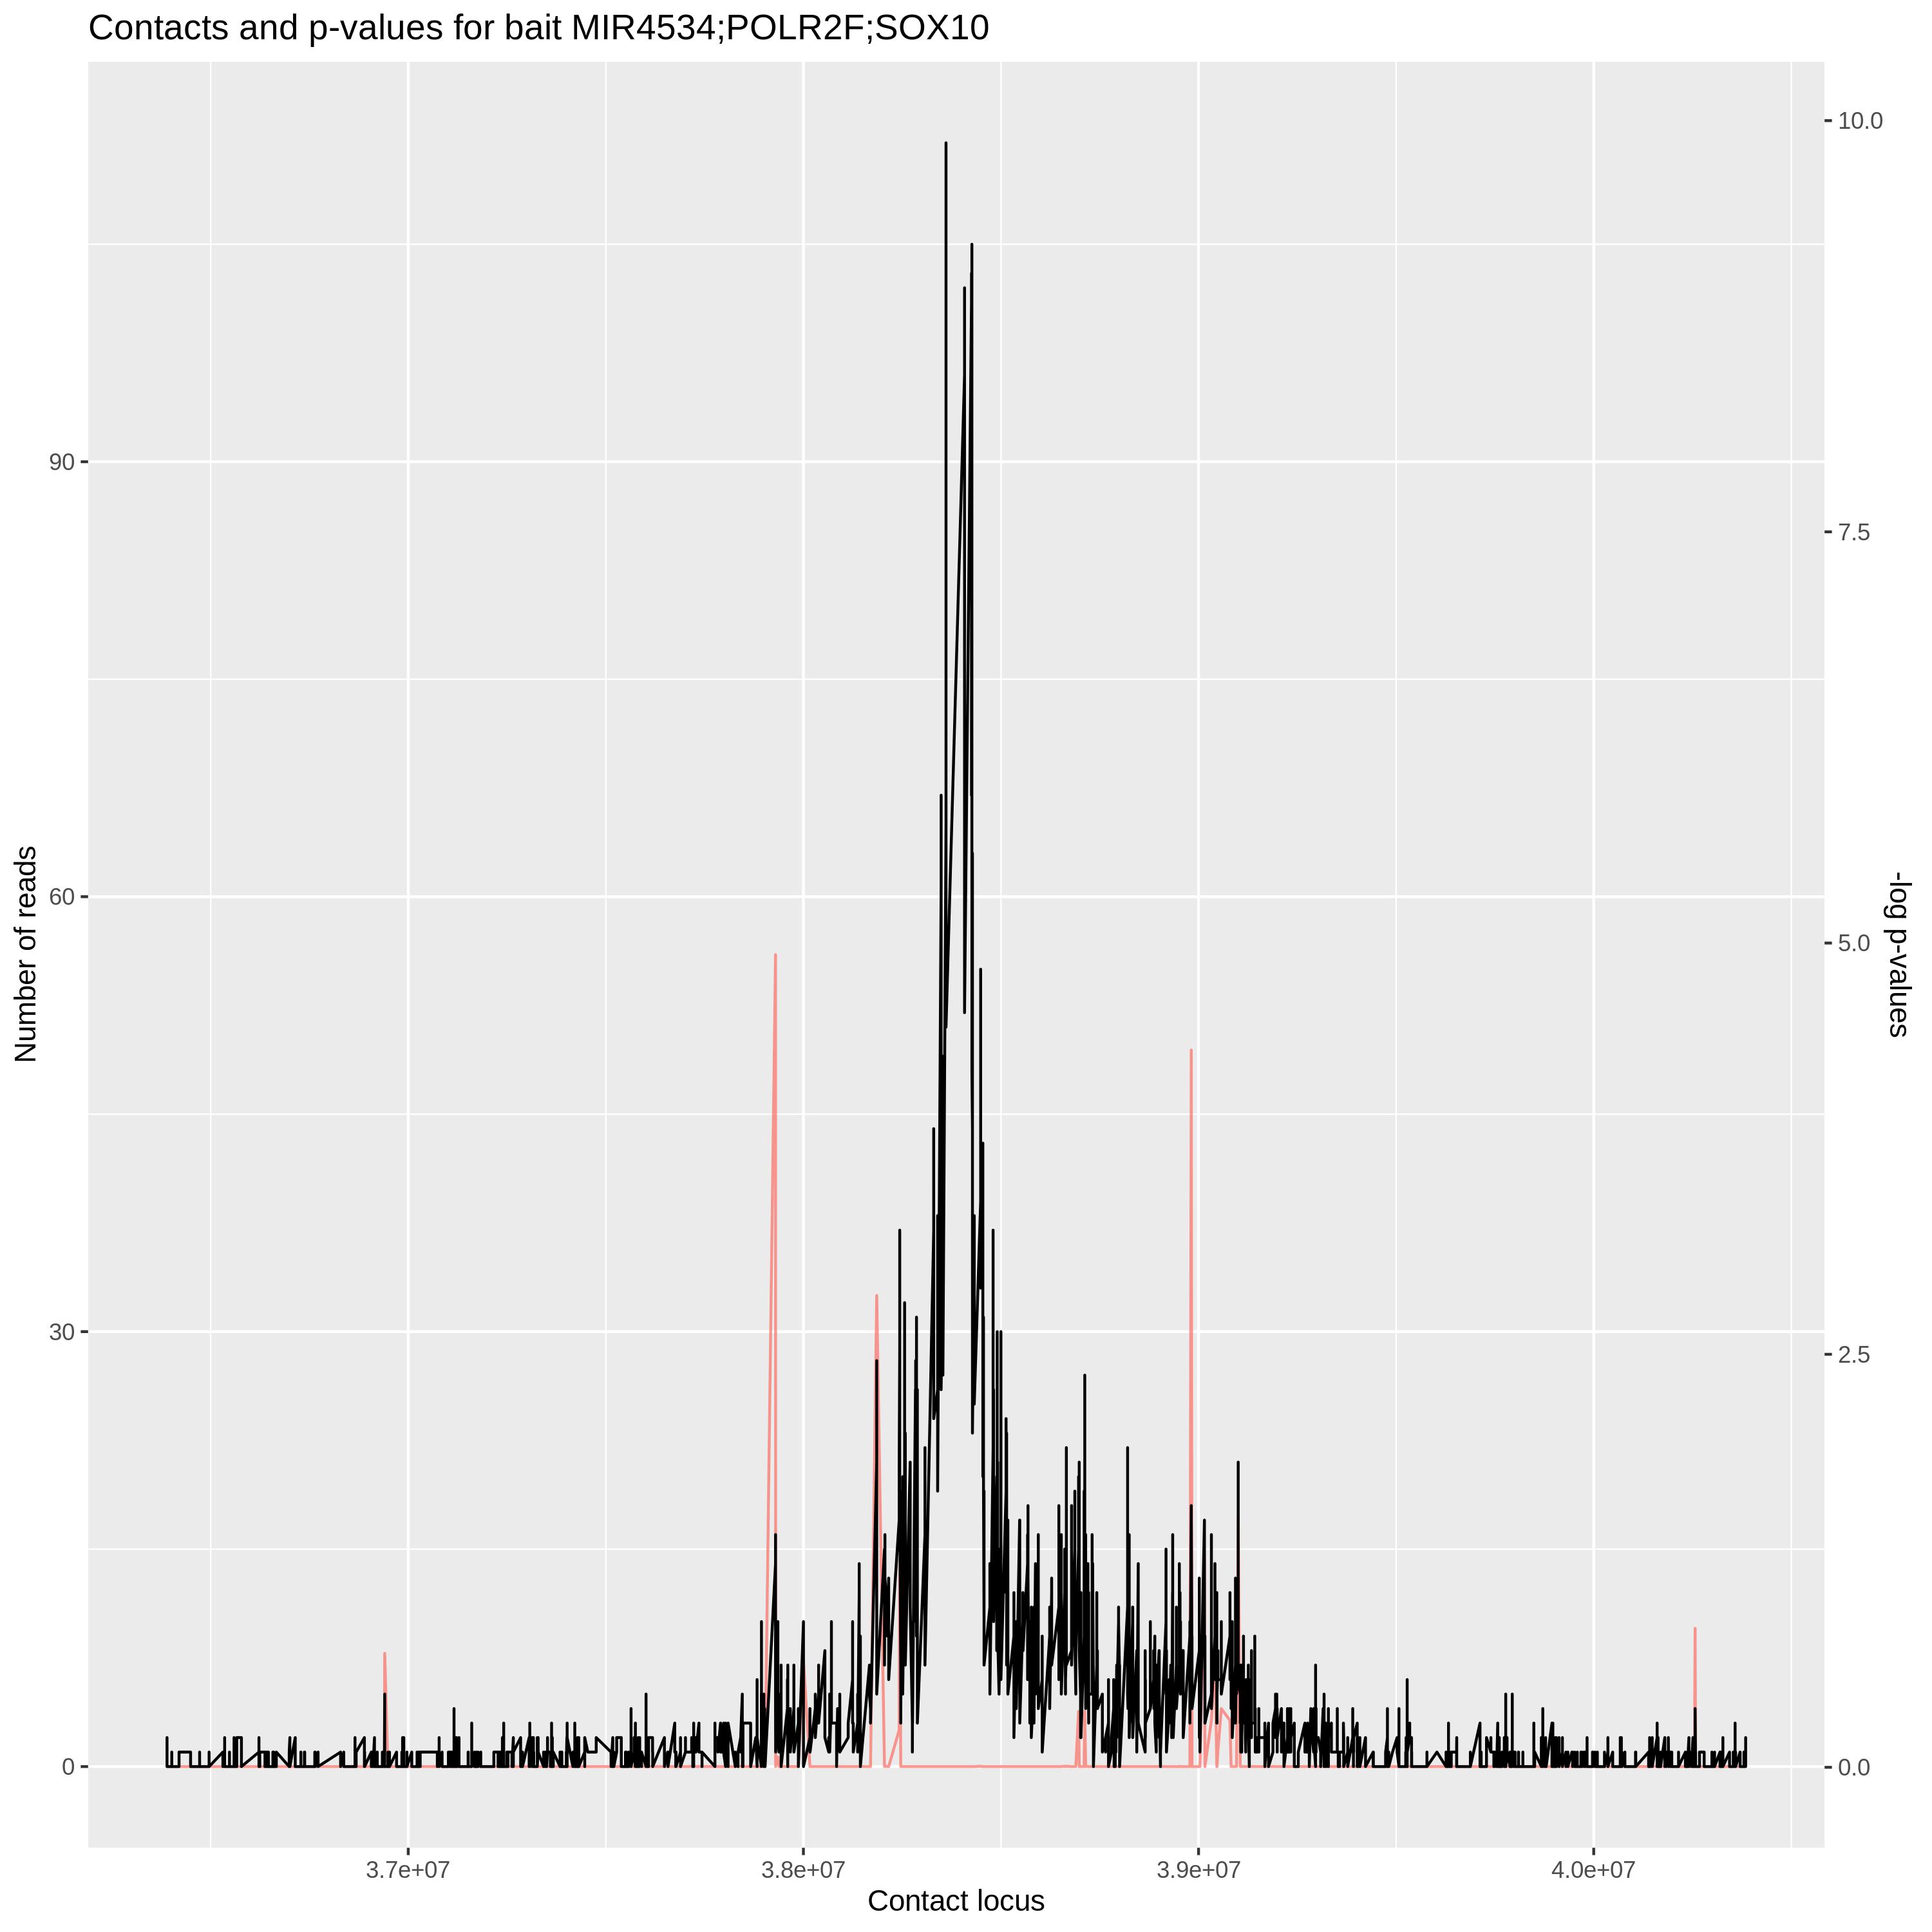 Contacts and p-values for bait MIR4534;POLR2F;SOX10
Number of reads
90
60
30
0
10.0
7.5
5.0
2.5
0.0
-log p-values
3.7e+07
3.8e+07
3.9e+07
4.0e+07
Contact locus